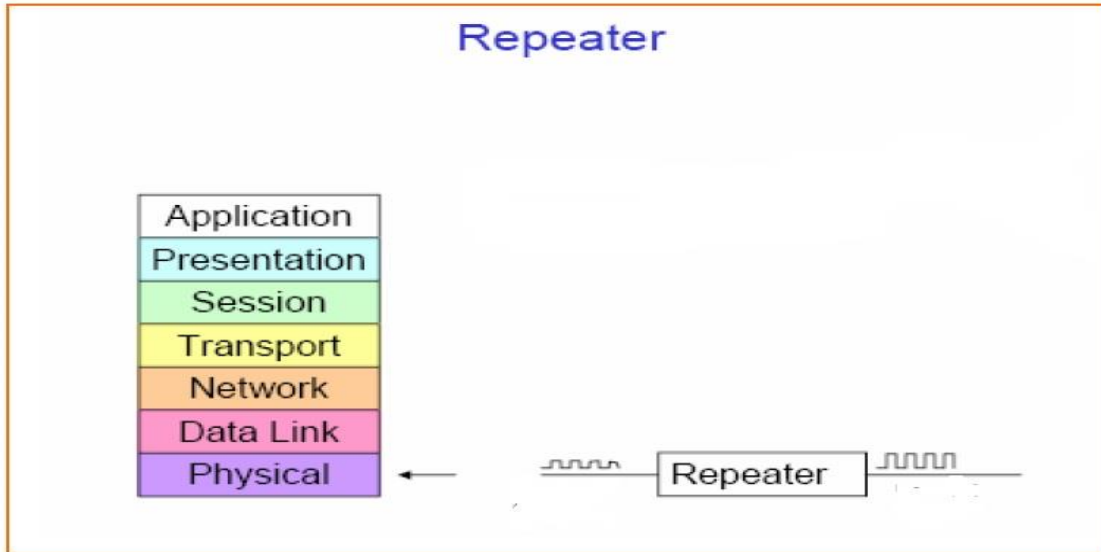 Repeater
Application
Presentation
Session
Transport
Network
Data Link
Physical
Repeater